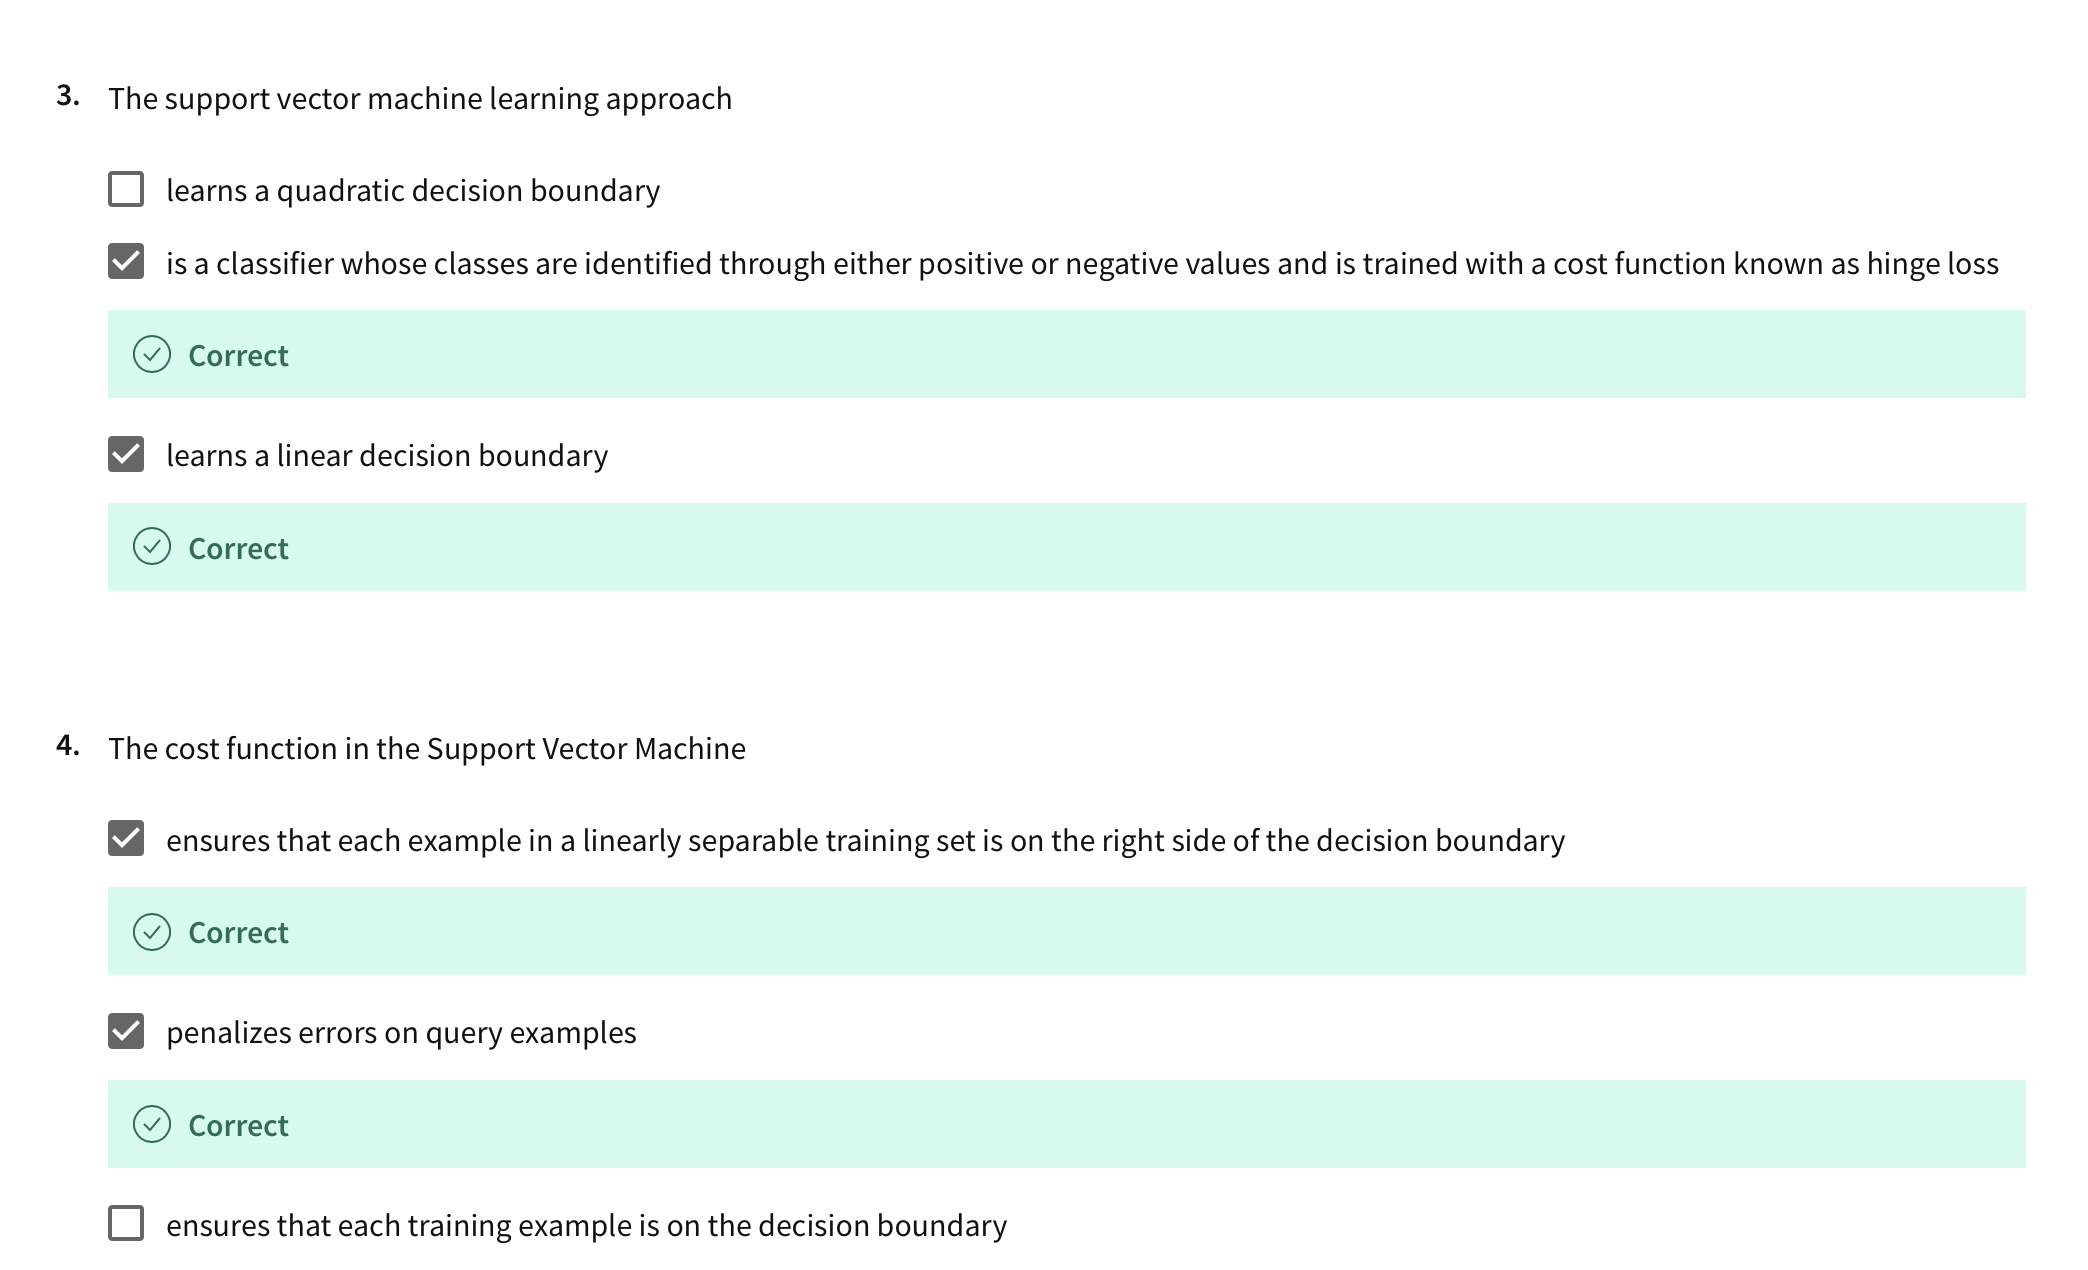 3. The support vector machine learning approach
learns a quadratic decision boundary
is a classifier whose classes are identified through either positive or negative values and is trained with a cost function known as hinge loss
Correct
learns a linear decision boundary
Correct
4. The cost function in the Support Vector Machine
ensures that each example in a linearly separable training set is on the right side of the decision boundary
Correct
penalizes errors on query examples
Correct
ensures that each training example is on the decision boundary